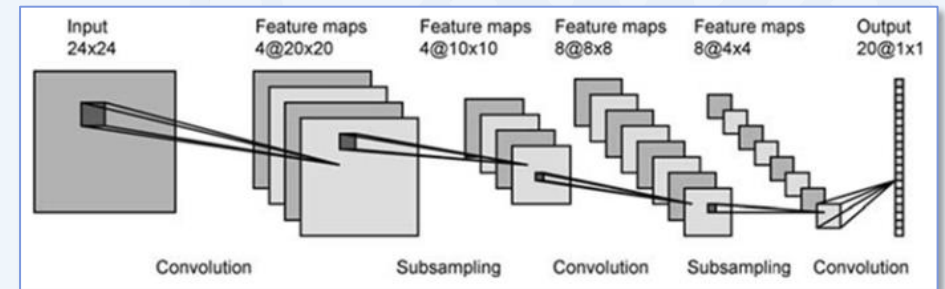 Input
24x24
Feature maps
4@20x20
Feature maps
4@10x10
Feature maps
8@8x8
Feature maps
8@4x4
Output
20@1x1
Convolution
Subsampling
Convolution
Subsampling
Convolution